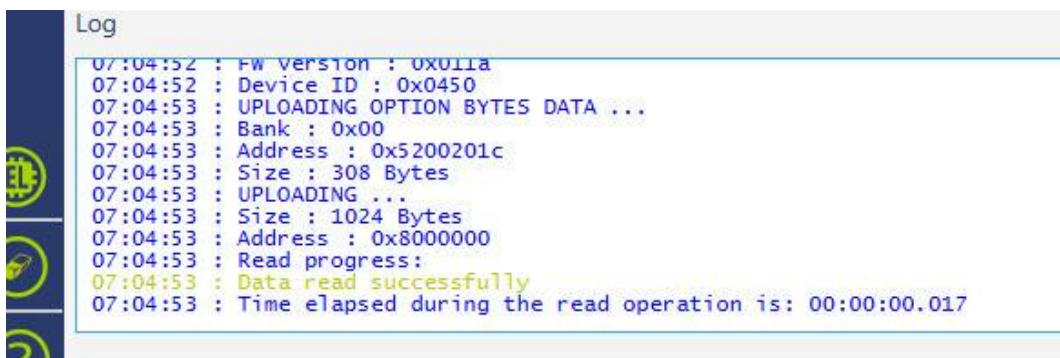 Log
07:04:52 : FW version : 0x011a
07:04:52 : Device ID : 0x0450
07:04:53 : UPLOADING OPTION BYTES DATA ...
07:04:53 : Bank : 0x00
07:04:53 : Address : 0x5200201c
07:04:53 : Size : 308 Bytes
07:04:53 : UPLOADING ...
07:04:53 : Size : 1024 Bytes
07:04:53 : Address : 0x8000000
07:04:53 : Read progress:
07:04:53 : Data read successfully
07:04:53 : Time elapsed during the read operation is: 00:00:00.017